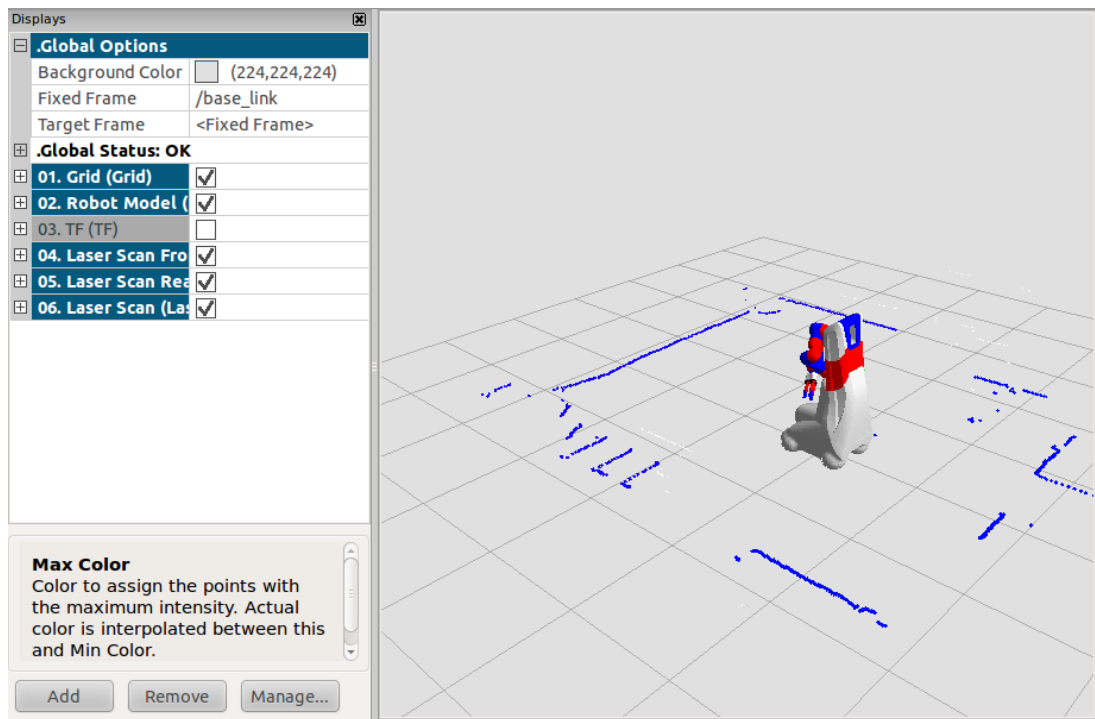 Displays
.Global Options
Background Color (224,224,224)
Fixed Frame /base_link
Target Frame <Fixed Frame>
.Global Status: OK
01. Grid (Grid)
02. Robot Model (
03. TF (TF)
04. Laser Scan Fro
05. Laser Scan Rea
06. Laser Scan (Las
Max Color
Color to assign the points with
the maximum intensity. Actual
color is interpolated between this
and Min Color.
Add Remove Manage...